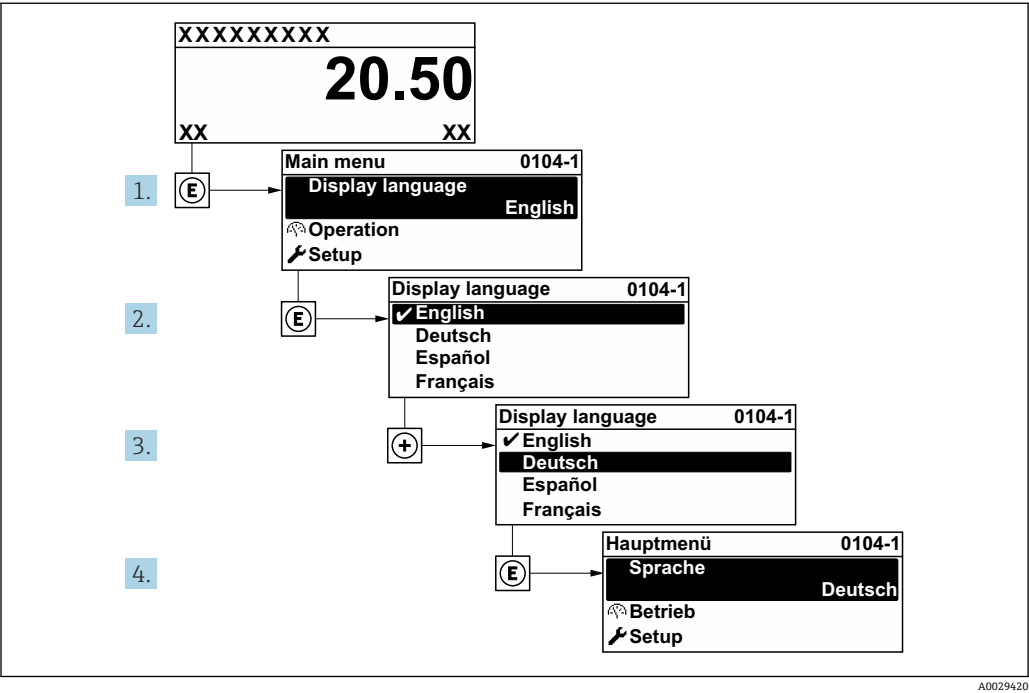 XXXXXXXXX
20.50
XX XX
1.
E
Main menu 0104-1
Display language
English
Operation
Setup
2.
E
Display language 0104-1
✔English
Deutsch
Español
Français
3.
+
Display language 0104-1
✔English
Deutsch
Español
Français
4.
E
Hauptmenü 0104-1
Sprache
Deutsch
Betrieb
Setup
A0029420